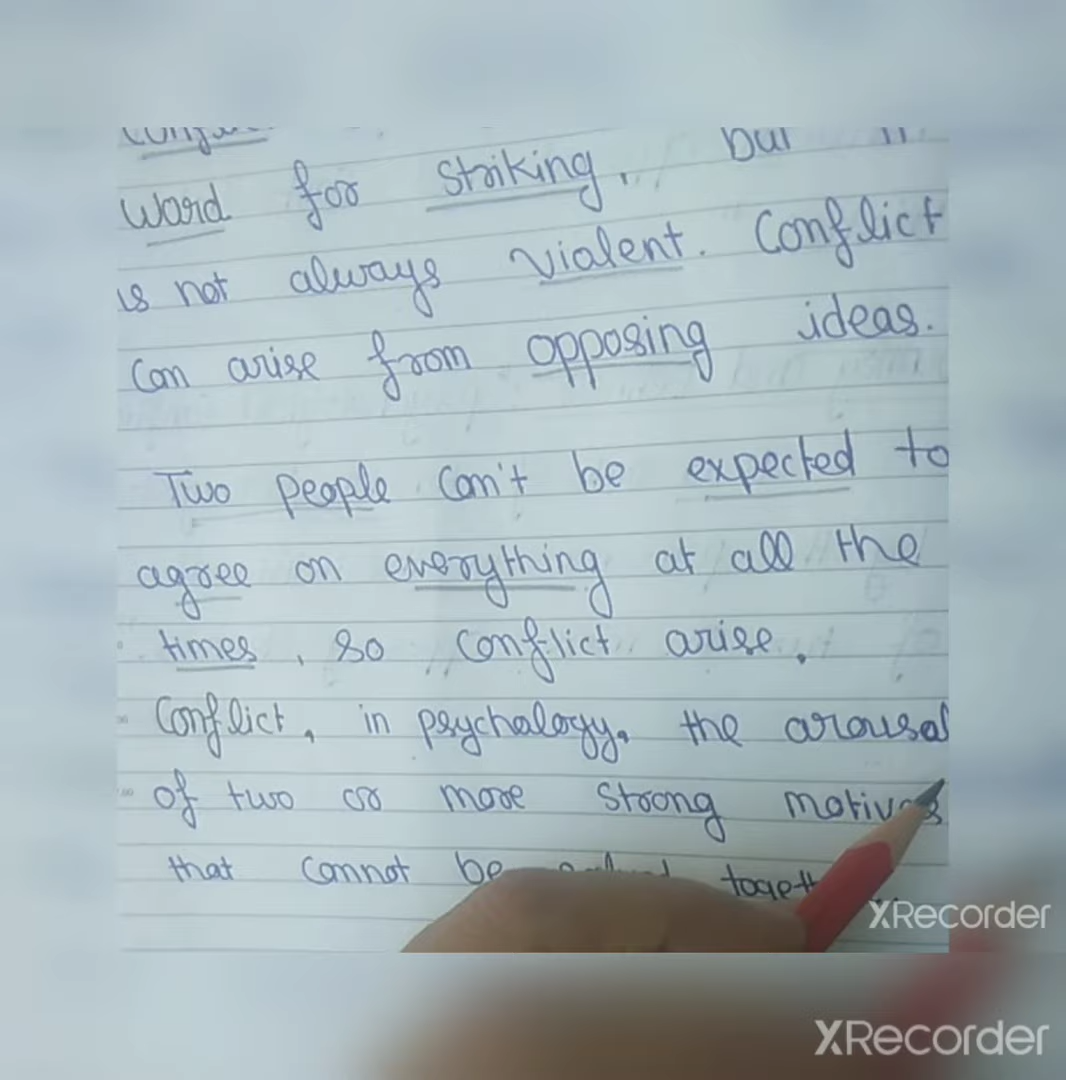 word for striking, but it
is not always violent. Conflict
can arise from opposing ideas.
Two people can't be expected to
agree on everything at all the
times, so conflict arise.
Conflict, in psychology, the arousal
of two or more strong motives
that cannot be together
XRecorder
XRecorder